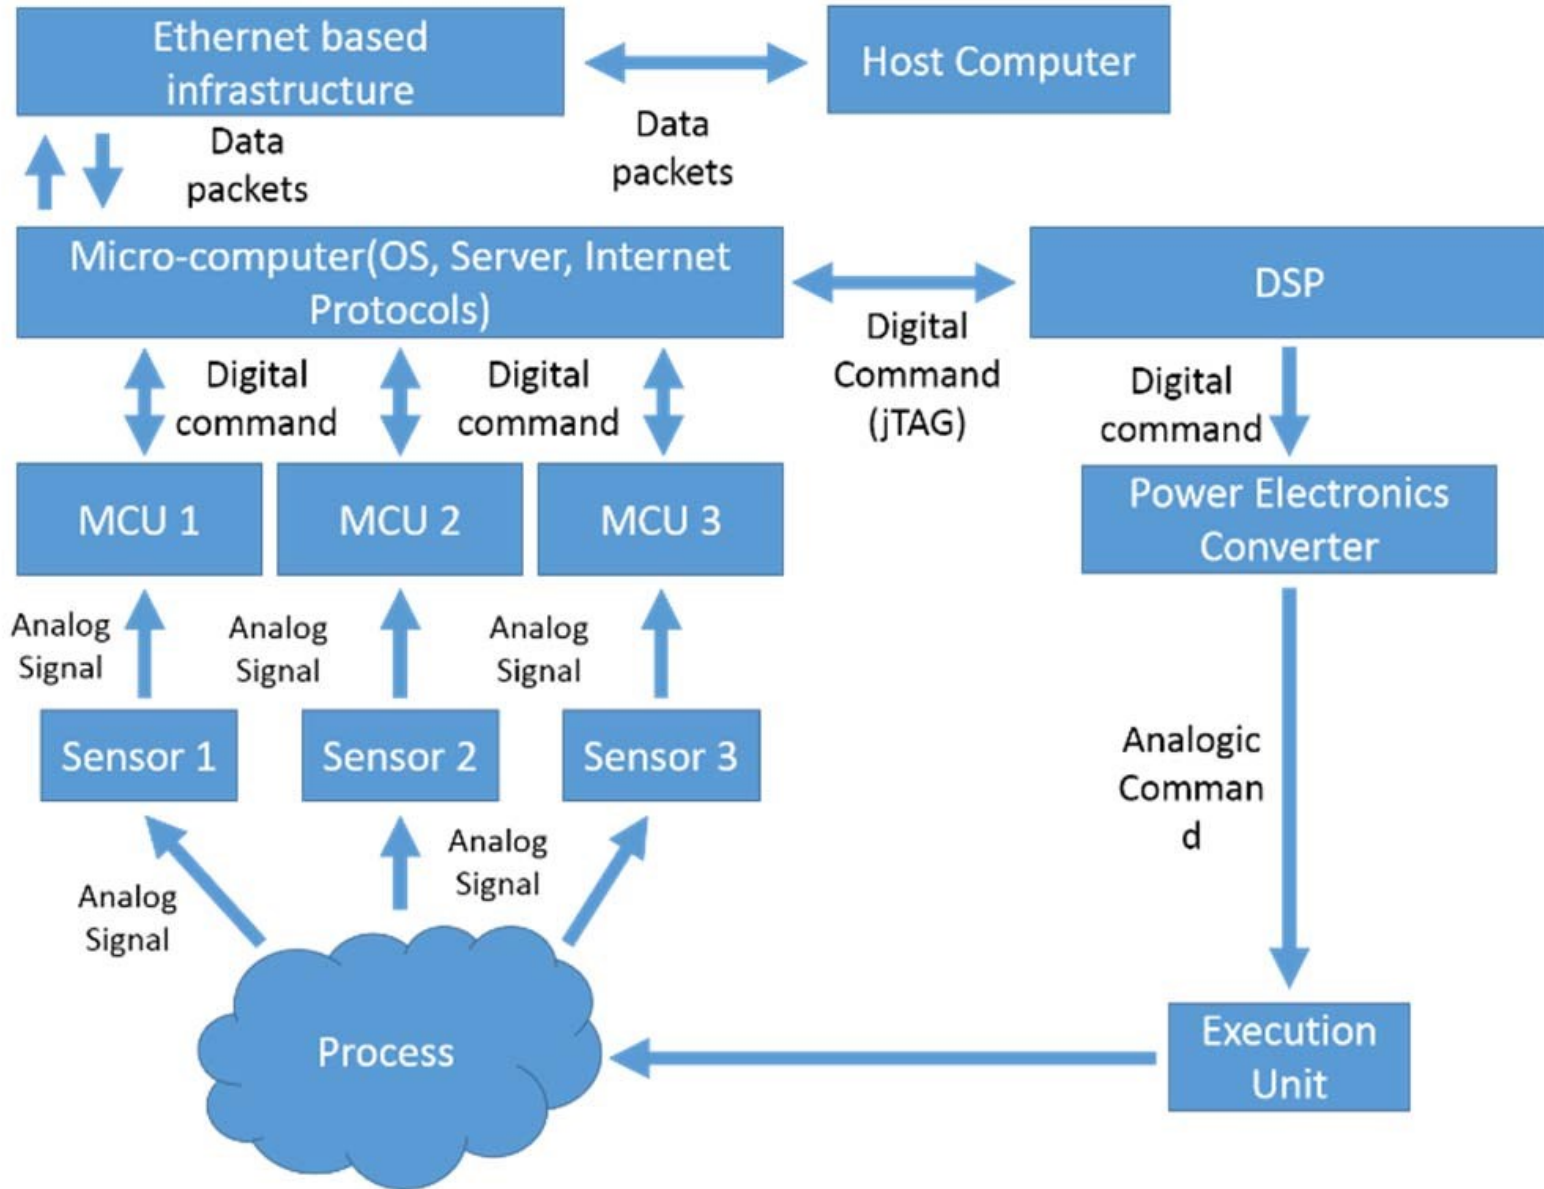 Ethernet based
infrastructure
Host Computer
Data
packets
Data
packets
Micro-computer(OS, Server, Internet
Protocols)
DSP
Digital
Command
(jTAG)
Digital
command
Digital
command
Digital
command
MCU 1
MCU 2
MCU 3
Power Electronics
Converter
Analog
Signal
Analog
Signal
Analog
Signal
Sensor 1
Sensor 2
Sensor 3
Analogic
Comman
d
Analog
Signal
Analog
Signal
Process
Execution
Unit